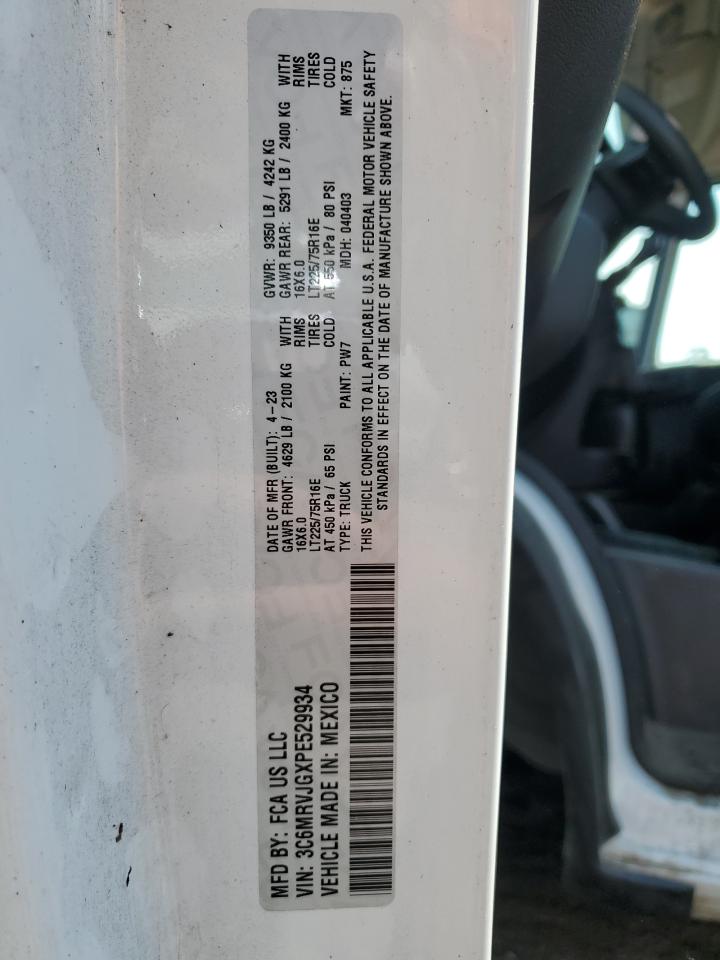 MFD BY: FCA US LLC
VIN: 3C6MRVJGXPE529934
VEHICLE MADE IN: MEXICO
DATE OF MFR (BUILT): 4-23 GVWR: 9350 LB / 4242 KG
GAWR FRONT: 4629 LB / 2100 KG WITH GAWR REAR: 5291 LB / 2400 KG WITH
16X6.0 RIMS 16X6.0 RIMS
LT225/75R16E TIRES LT225/75R16E TIRES
AT 450 kPa / 65 PSI COLD AT 550 kPa / 80 PSI COLD
TYPE: TRUCK PAINT: PW7 MDH: 040403 MKT: 875
THIS VEHICLE CONFORMS TO ALL APPLICABLE U.S.A. FEDERAL MOTOR VEHICLE SAFETY
STANDARDS IN EFFECT ON THE DATE OF MANUFACTURE SHOWN ABOVE.